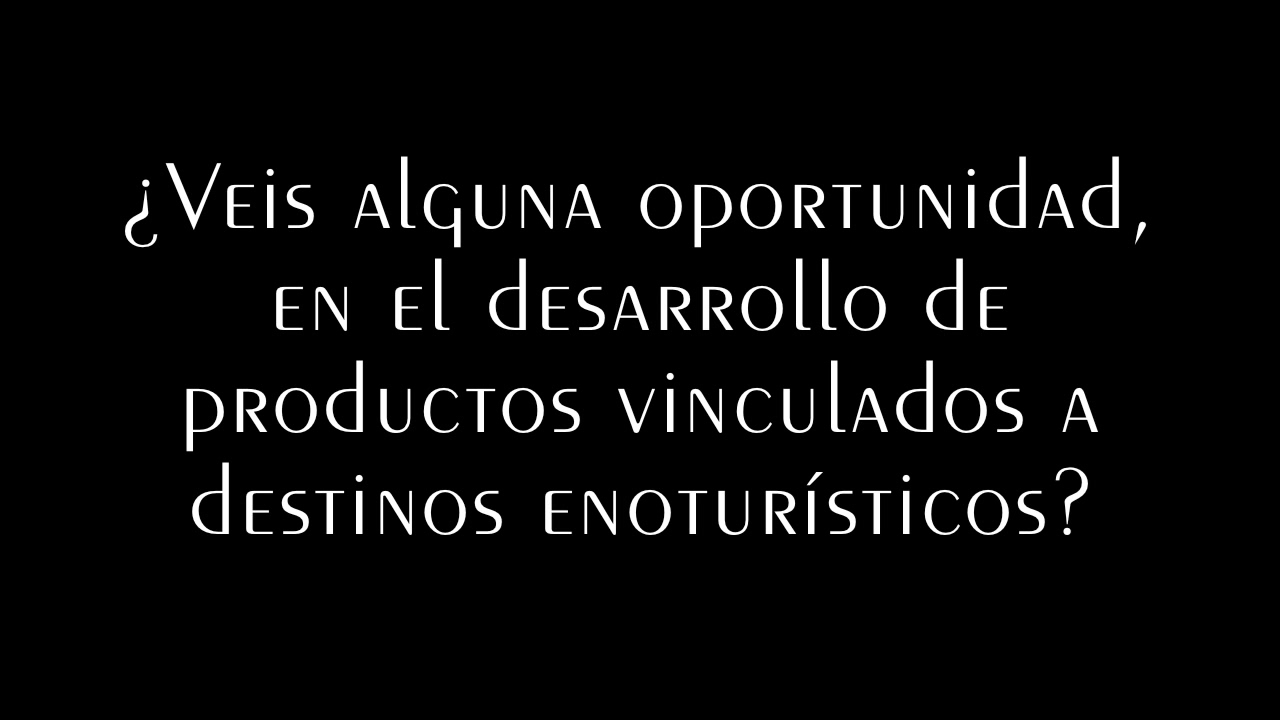 ¿Veis alguna oportunidad,
en el desarrollo de
productos vinculados a
destinos enoturísticos?